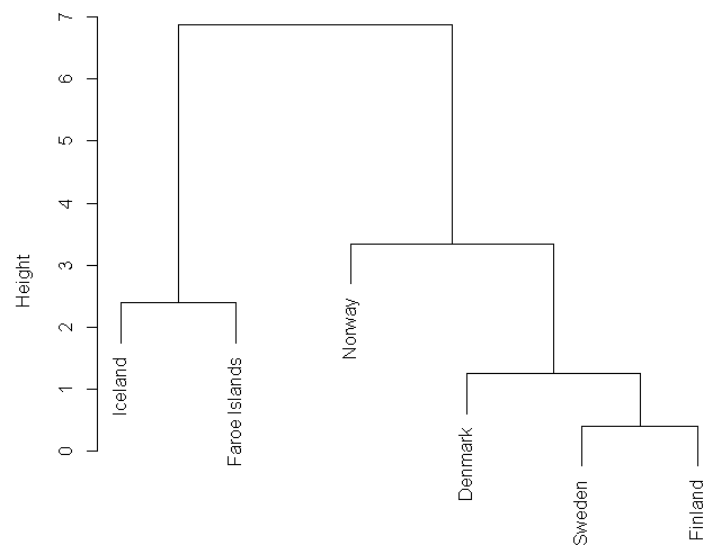 Height
7
6
5
4
3
2
1
0
Iceland
Faroe Islands
Norway
Denmark
Sweden
Finland